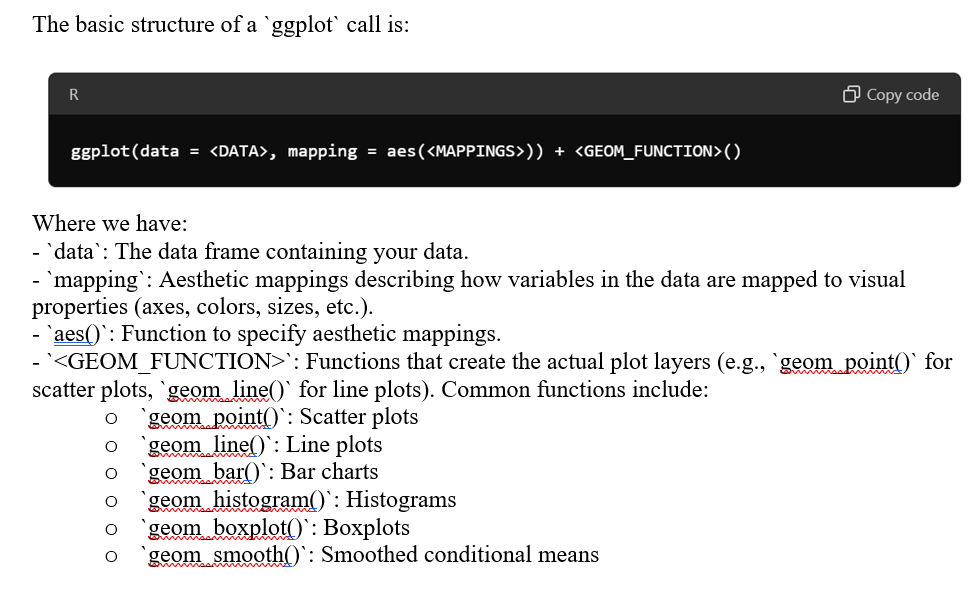 The basic structure of a `ggplot` call is:
R
Copy code
ggplot(data = <DATA>, mapping = aes(<MAPPINGS>)) + <GEOM_FUNCTION>()
Where we have:
- `data`: The data frame containing your data.
- `mapping`: Aesthetic mappings describing how variables in the data are mapped to visual
properties (axes, colors, sizes, etc.).
- `aes()`: Function to specify aesthetic mappings.
- `<GEOM_FUNCTION>`: Functions that create the actual plot layers (e.g., `geom_point()` for
scatter plots, `geom_line()` for line plots). Common functions include:
o `geom_point()`: Scatter plots
o `geom_line()`: Line plots
o `geom_bar()`: Bar charts
o `geom_histogram()`: Histograms
o `geom_boxplot()`: Boxplots
o `geom_smooth()`: Smoothed conditional means